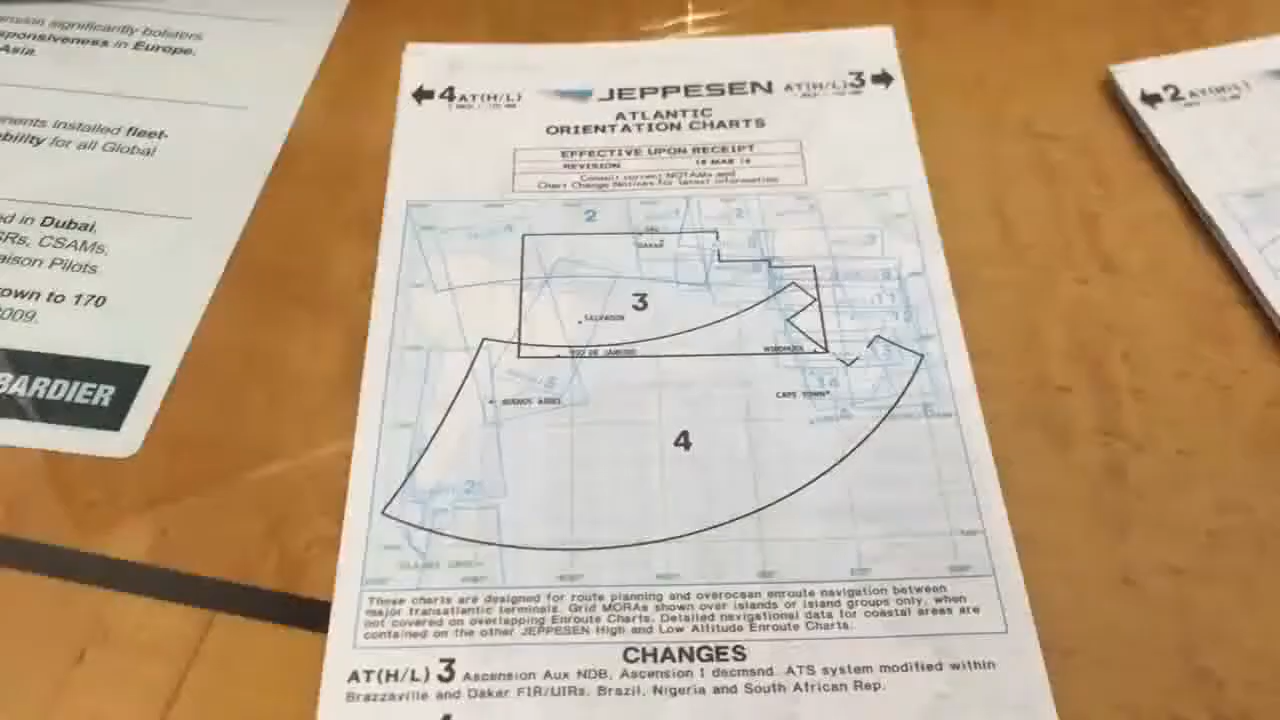 significantly bolsters
responsiveness in Europe,
Asia.
nents installed fleet-
bility for all Global
d in Dubai,
SRs, CSAMs,
aison Pilots
own to 170
2009.
BARDIER
4 AT(H/L)
JEPPESEN
AT(H/L) 3
ATLANTIC
ORIENTATION CHARTS
EFFECTIVE UPON RECEIPT
REVISION
Consult current NOTAMs and
Chart Change Notices for latest information
2
3
SALVADOR
RIO DE JANEIRO
WINDHOEK
BUENOS AIRES
CAPE TOWN
14
4
These charts are designed for route planning and overocean enroute navigation between
major transatlantic terminals. Grid MORAs shown over islands or island groups only, when
not covered on overlapping Enroute Charts. Detailed navigational data for coastal areas are
contained on the other JEPPESEN High and Low Altitude Enroute Charts.
CHANGES
AT(H/L) 3 Ascension Aux NDB, Ascension I decmsnd. ATS system modified within
Brazzaville and Dakar FIR/UIRs, Brazil, Nigeria and South African Rep.
2 AT(H/L)